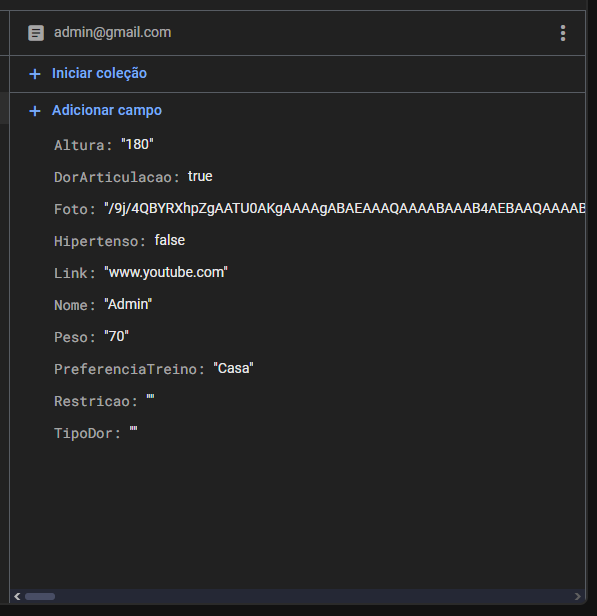 admin@gmail.com
+ Iniciar coleção
+ Adicionar campo
Altura: "180"
DorArticulacao: true
Foto: "/9j/4QBYRXhpZgAATU0AKgAAAAgABAEAAAQAAAABAAAB4AEBAAQAAAAB
Hipertenso: false
Link: "www.youtube.com"
Nome: "Admin"
Peso: "70"
PreferenciaTreino: "Casa"
Restricao: ""
TipoDor: ""